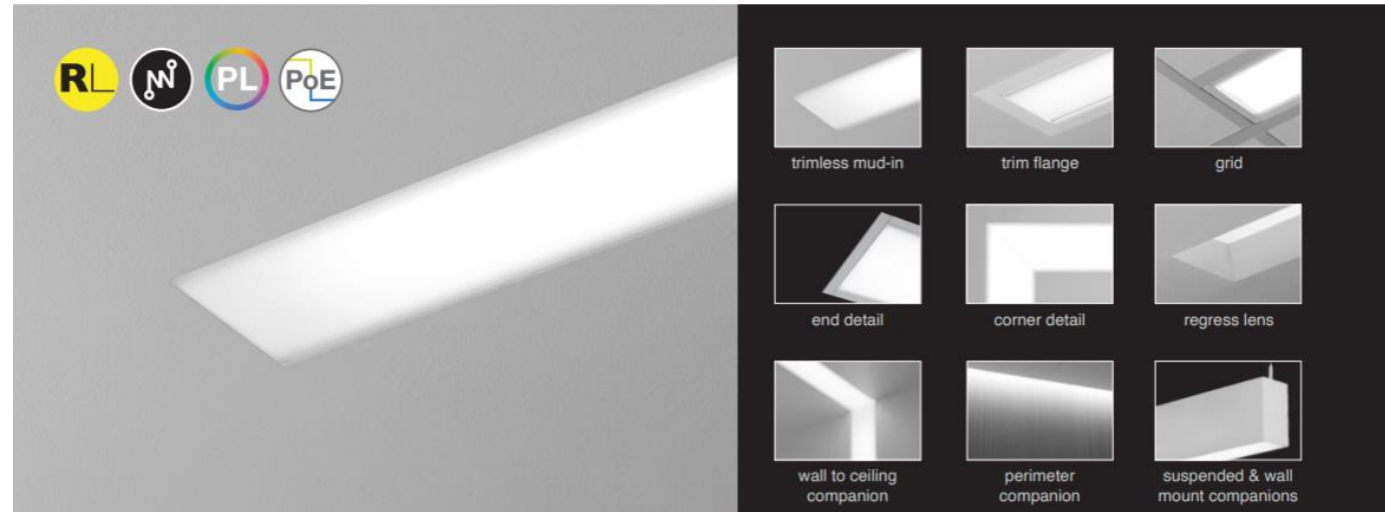 RL
PL
PoE
trimless mud-in
trim flange
grid
end detail
corner detail
regress lens
wall to ceiling
companion
perimeter
companion
suspended & wall
mount companions